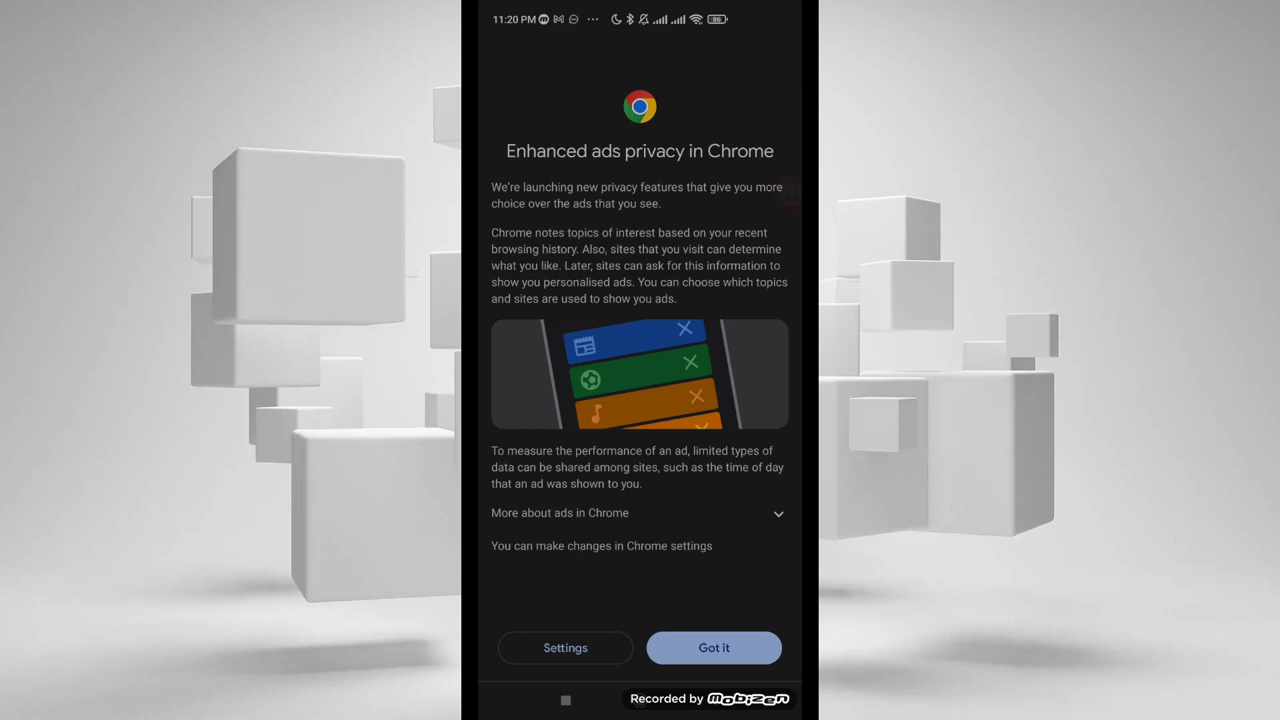 11:20 PM
86
Enhanced ads privacy in Chrome
We're launching new privacy features that give you more
choice over the ads that you see.
Chrome notes topics of interest based on your recent
browsing history. Also, sites that you visit can determine
what you like. Later, sites can ask for this information to
show you personalised ads. You can choose which topics
and sites are used to show you ads.
To measure the performance of an ad, limited types of
data can be shared among sites, such as the time of day
that an ad was shown to you.
More about ads in Chrome
You can make changes in Chrome settings
Settings
Got it
Recorded by MOBIZEN